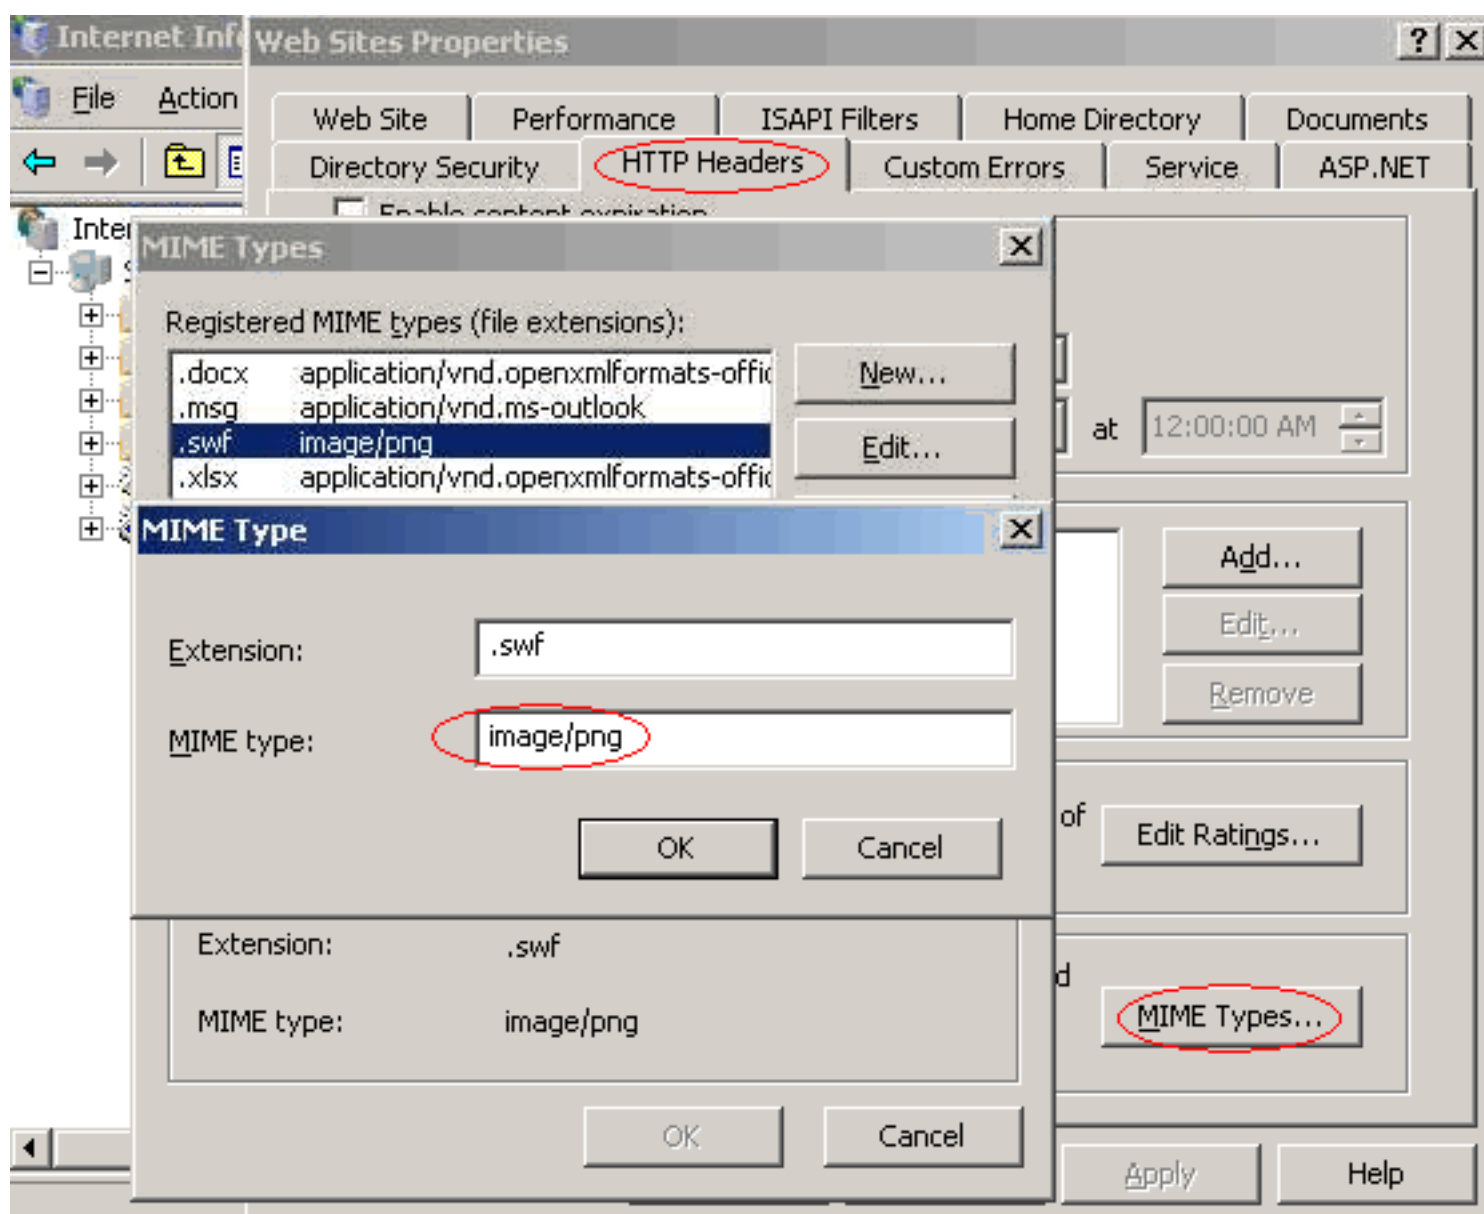 Internet Inf
Web Sites Properties
File Action
Web Site Performance ISAPI Filters Home Directory Documents
Directory Security HTTP Headers Custom Errors Service ASP.NET
Enable content expiration
Inter
MIME Types
Registered MIME types (file extensions):
.docx application/vnd.openxmlformats-offic
.msg application/vnd.ms-outlook
.swf image/png
.xlsx application/vnd.openxmlformats-offic
New...
Edit...
at 12:00:00 AM
MIME Type
Extension: .swf
MIME type: image/png
OK Cancel
Add...
Edit...
Remove
of
Edit Ratings...
Extension: .swf
MIME type: image/png
d
MIME Types...
OK Cancel
Apply Help